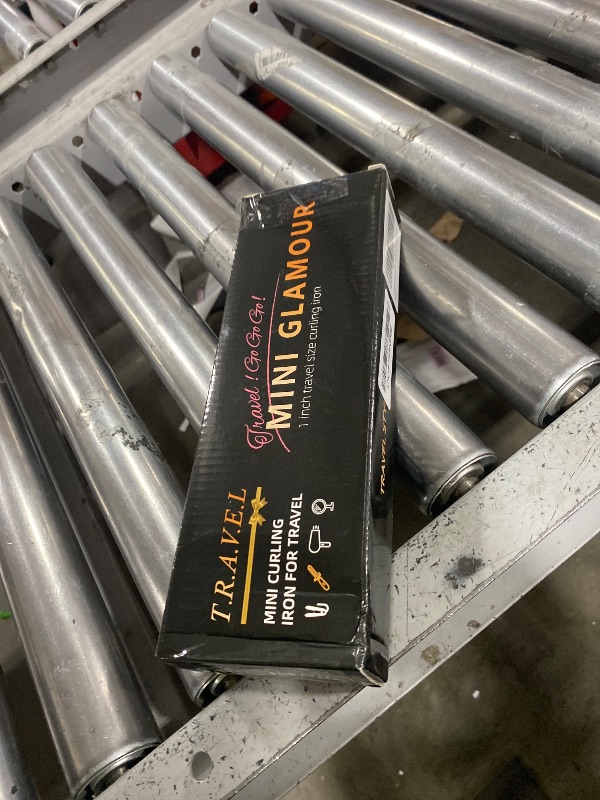 Travel ! Go Go Go!
MINI GLAMOUR
1 inch travel size curling iron
T.R.A.V.E.L
MINI CURLING
IRON FOR TRAVEL